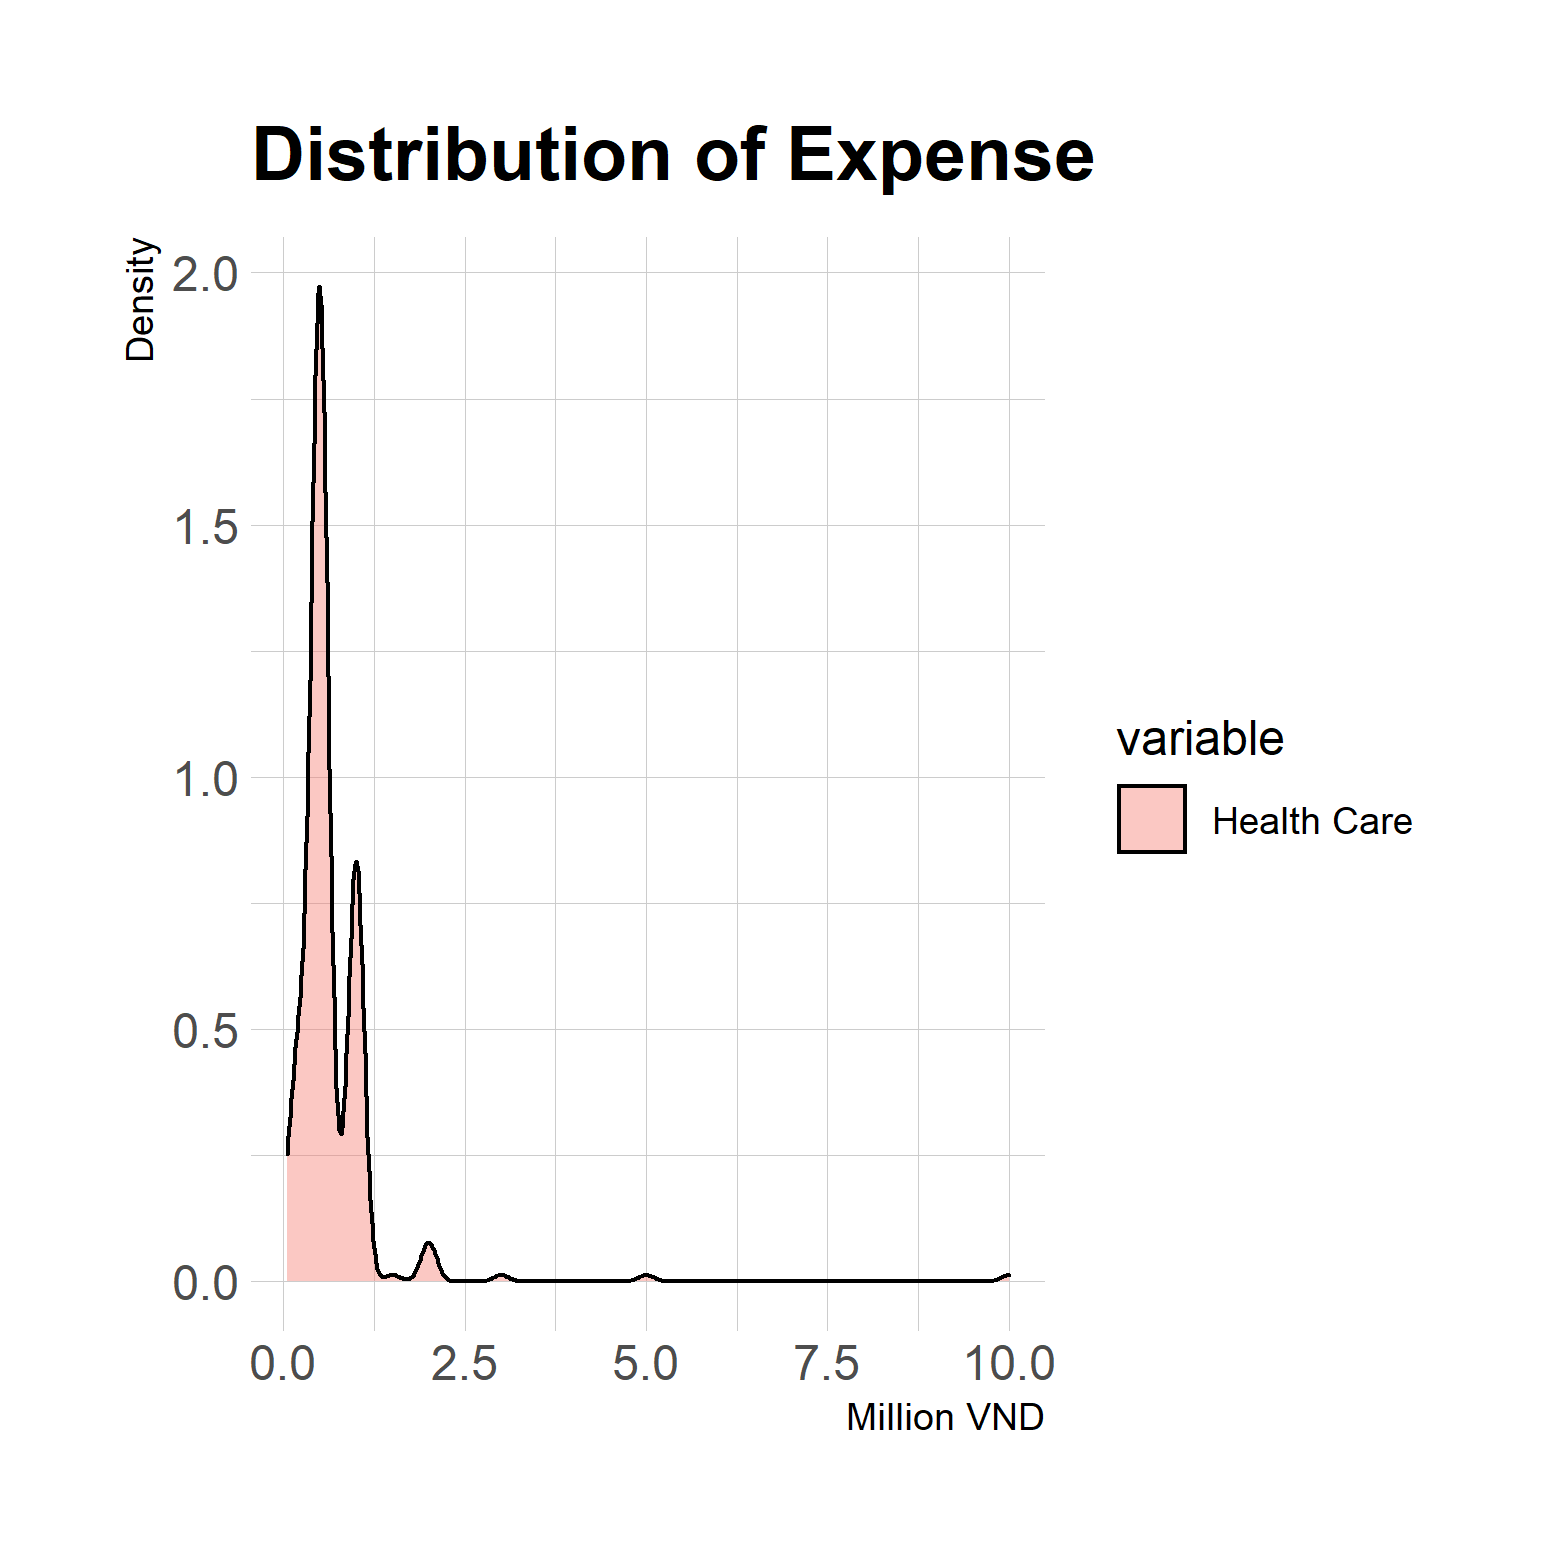 Distribution of Expense
Density
2.0
1.5
1.0
0.5
0.0
0.0 2.5 5.0 7.5 10.0
Million VND
variable
Health Care